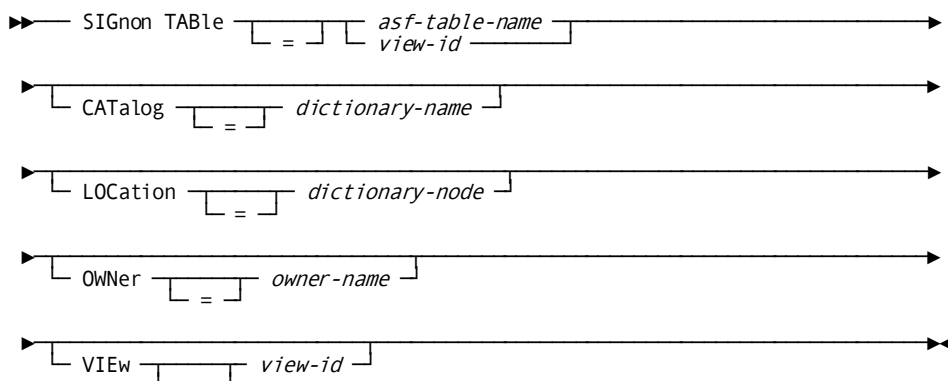 SIGnon TABle asf-table-name
= view-id
CATalog dictionary-name
=
LOCation dictionary-node
=
OWNer owner-name
=
VIEw view-id